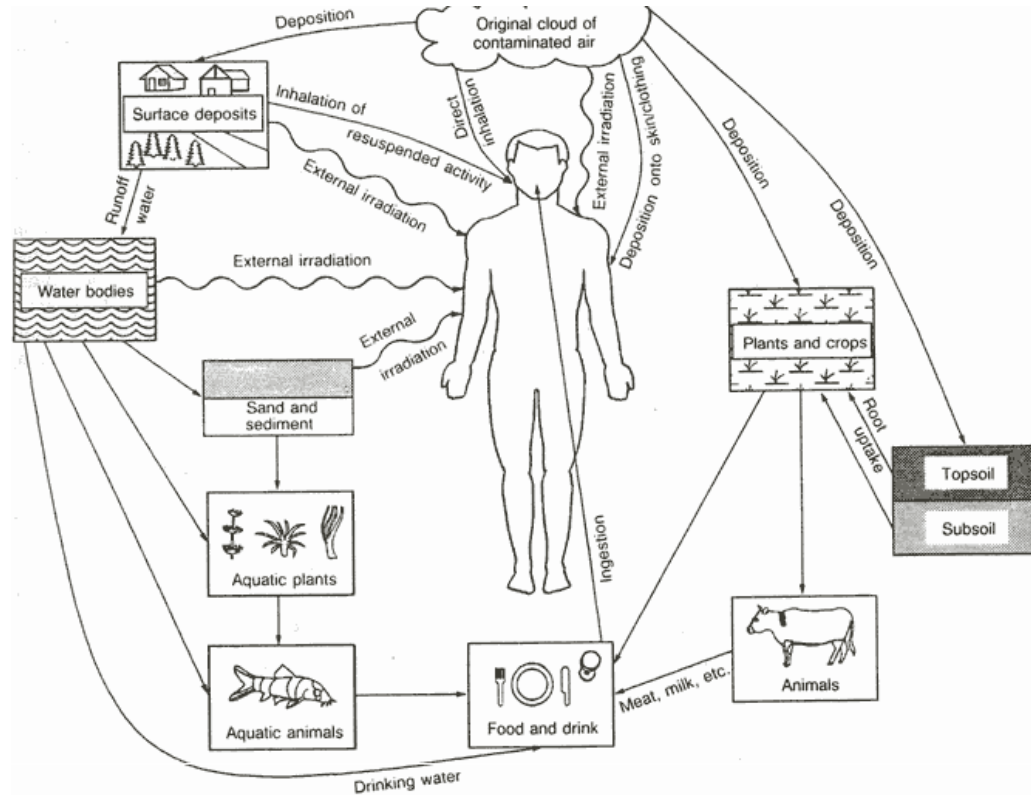 Original cloud of
contaminated air
Deposition
Surface deposits
Inhalation of
resuspended activity
Direct
inhalation
External irradiation
Deposition onto skin/clothing
Deposition
Deposition
External irradiation
Runoff
water
External irradiation
Water bodies
External
irradiation
Plants and crops
Sand and
sediment
Root
uptake
Topsoil
Subsoil
Aquatic plants
Ingestion
Aquatic animals
Food and drink
Meat, milk, etc.
Animals
Drinking water